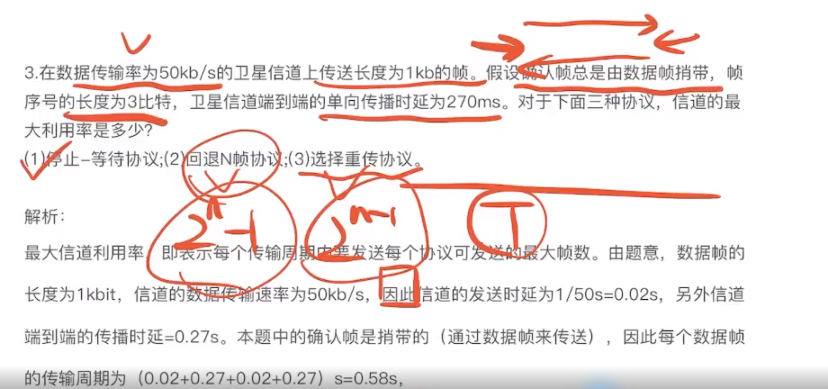 3.在数据传输率为50kb/s的卫星信道上传送长度为1kb的帧。假设确认帧总是由数据帧捎带，帧
序号的长度为3比特，卫星信道端到端的单向传播时延为270ms。对于下面三种协议，信道的最
大利用率是多少?
(1)停止-等待协议;(2)回退N帧协议;(3)选择重传协议。
2ⁿ-1 2ⁿ⁻¹ T
解析：
最大信道利用率，即表示每个传输周期内要发送每个协议可发送的最大帧数。由题意，数据帧的
长度为1kbit，信道的数据传输速率为50kb/s，因此信道的发送时延为1/50s=0.02s，另外信道
端到端的传播时延=0.27s。本题中的确认帧是捎带的（通过数据帧来传送），因此每个数据帧
的传输周期为（0.02+0.27+0.02+0.27）s=0.58s，